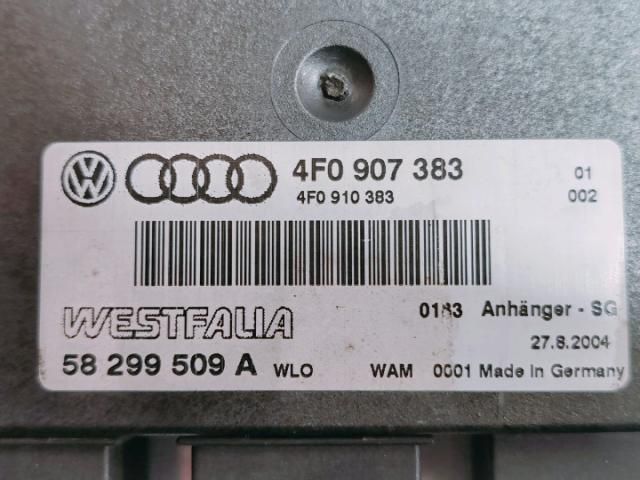 4F0 907 383 01
4F0 910 383 002
WESTFALIA 0183 Anhänger - SG
27.8.2004
58 299 509 A WLO WAM 0001 Made In Germany